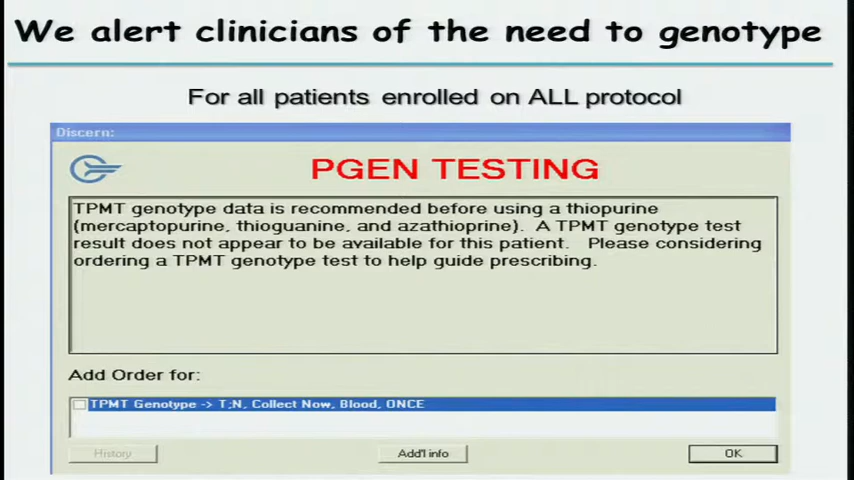 We alert clinicians of the need to genotype
For all patients enrolled on ALL protocol
Discern:
PGEN TESTING
TPMT genotype data is recommended before using a thiopurine
(mercaptopurine, thioguanine, and azathioprine). A TPMT genotype test
result does not appear to be available for this patient. Please considering
ordering a TPMT genotype test to help guide prescribing.
Add Order for:
TPMT Genotype -> T;N, Collect Now, Blood, ONCE
History Add'l info OK